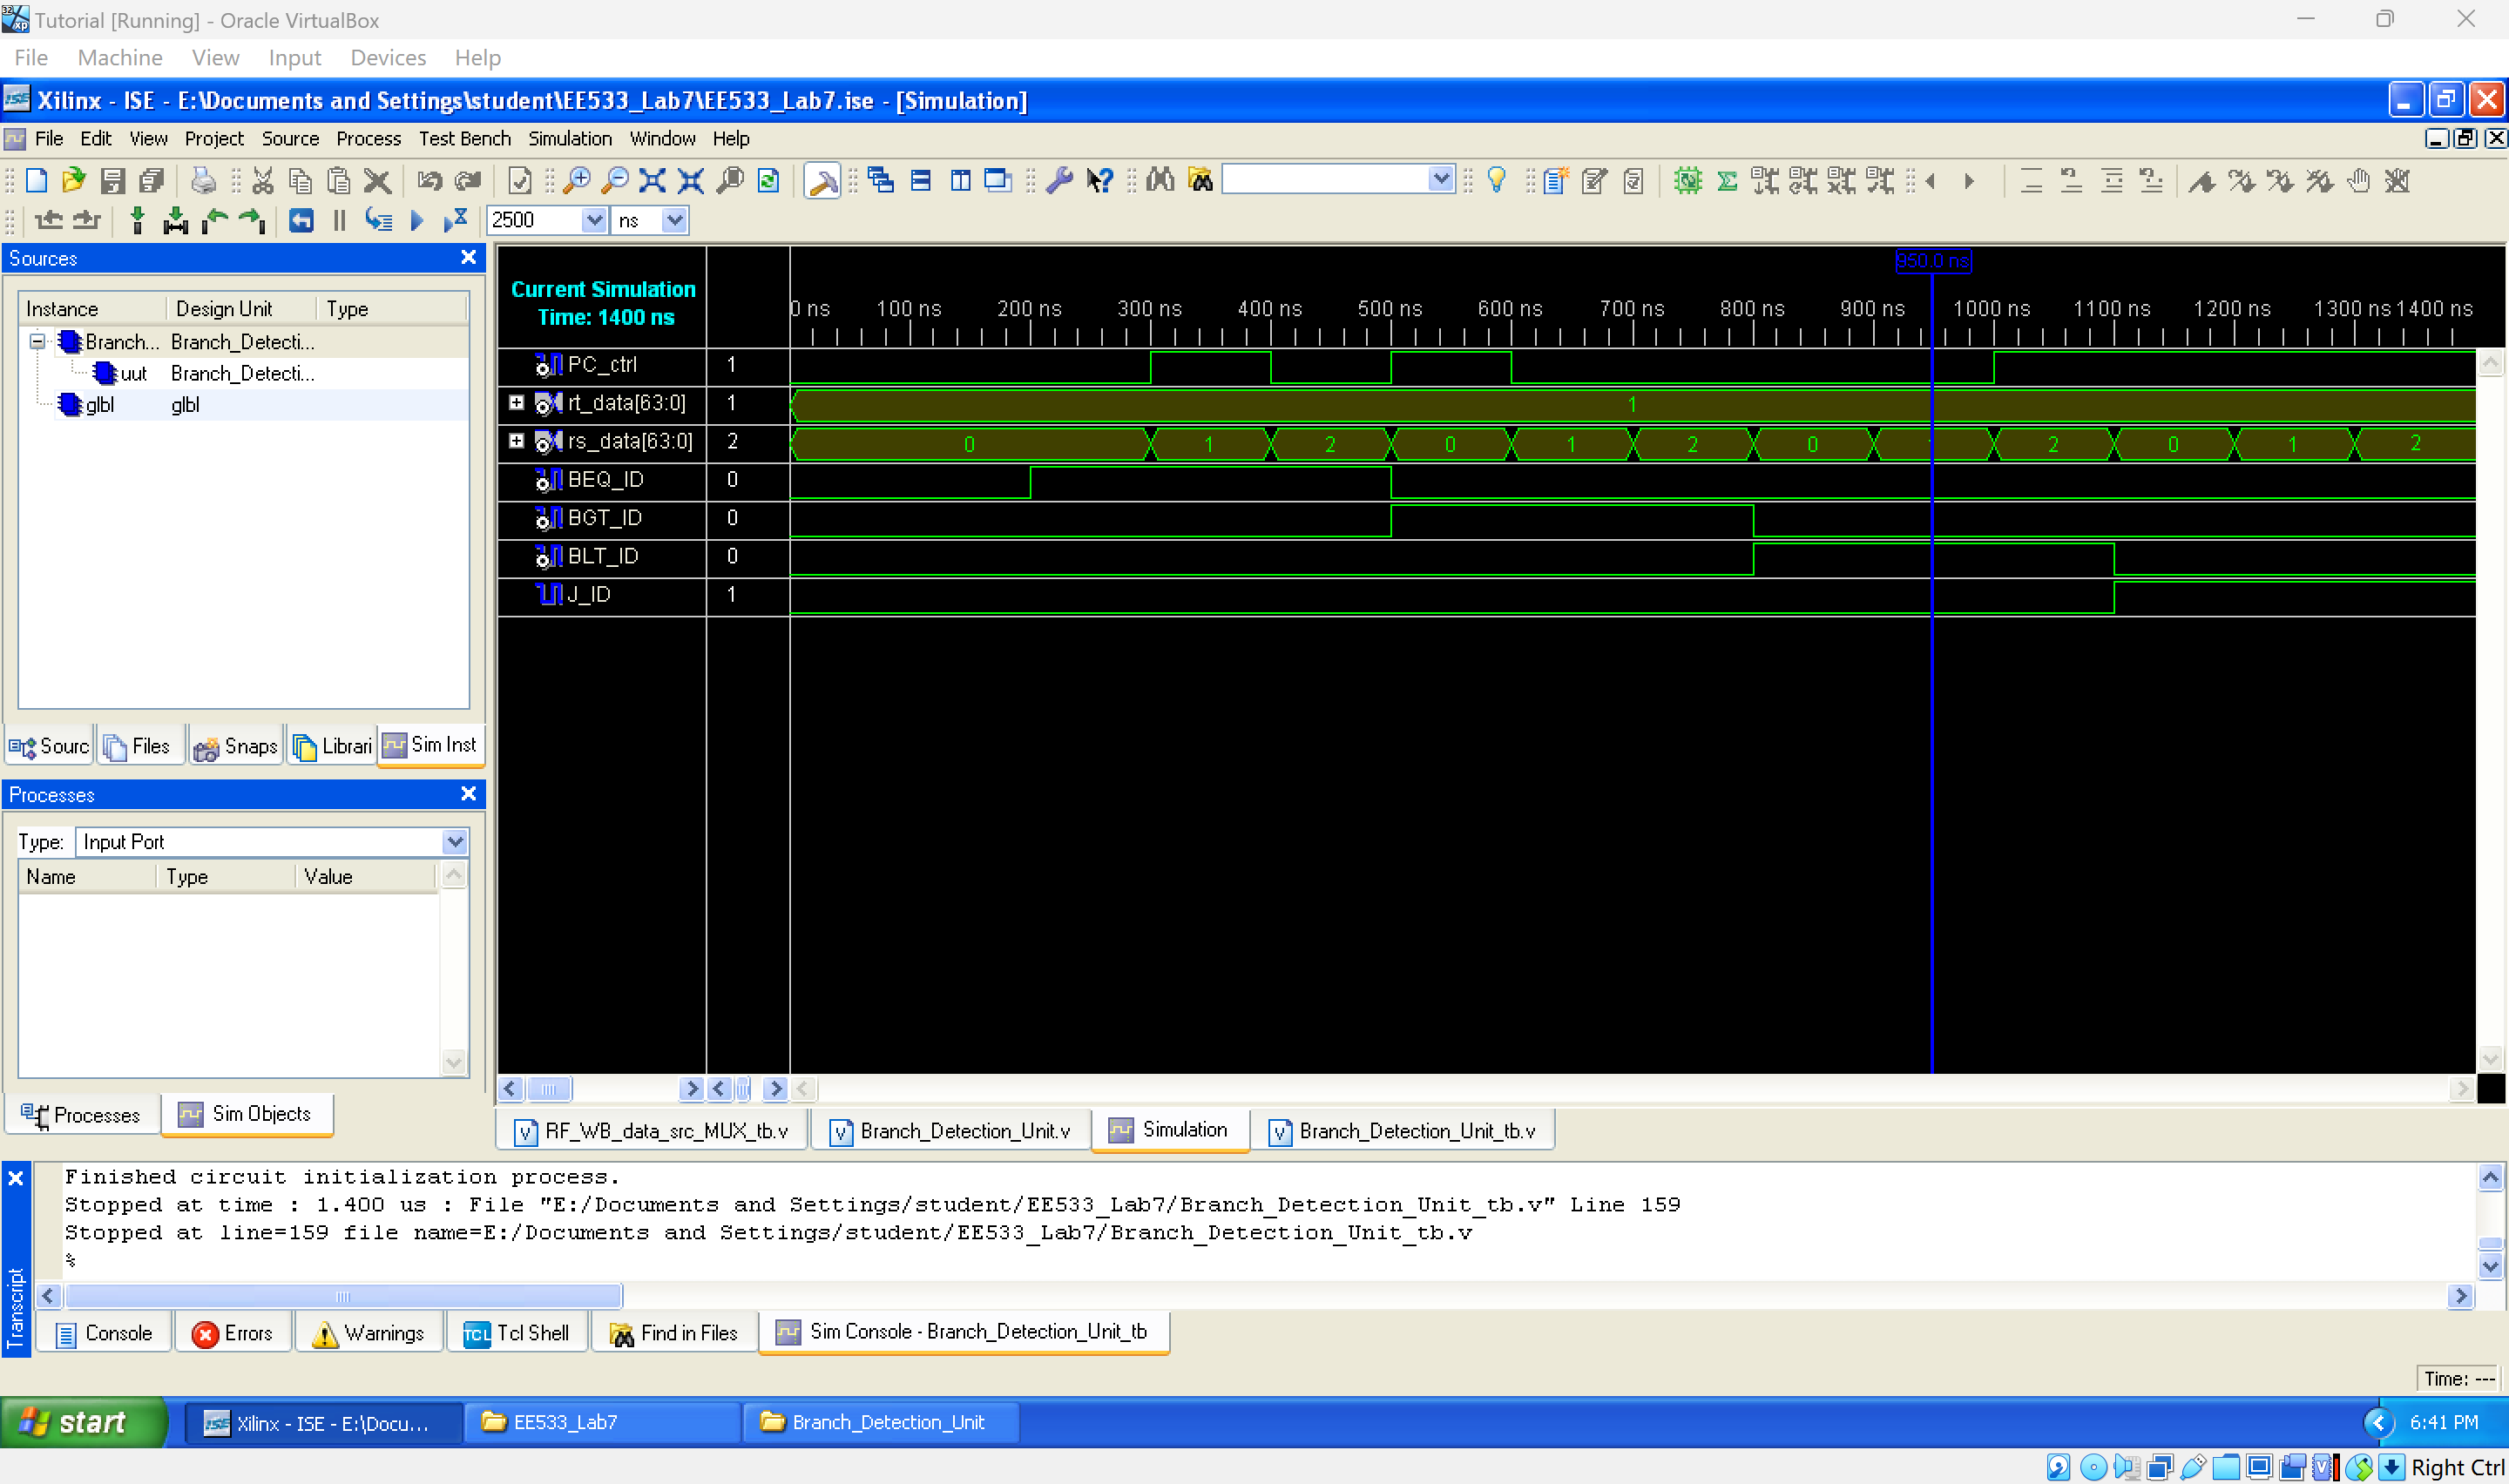 Tutorial [Running] - Oracle VirtualBox
File Machine View Input Devices Help
Xilinx - ISE - E:\Documents and Settings\student\EE533_Lab7\EE533_Lab7.ise - [Simulation]
File Edit View Project Source Process Test Bench Simulation Window Help
2500 ns
Sources
Instance Design Unit Type
Branch... Branch_Detecti...
uut Branch_Detecti...
glbl glbl
Sourc Files Snaps Librari Sim Inst
Processes
Type: Input Port
Name Type Value
Processes Sim Objects
950.0 ns
Current Simulation
Time: 1400 ns
0 ns 100 ns 200 ns 300 ns 400 ns 500 ns 600 ns 700 ns 800 ns 900 ns 1000 ns 1100 ns 1200 ns 1300 ns 1400 ns
PC_ctrl 1
rt_data[63:0] 1 1
rs_data[63:0] 2 0 1 2 0 1 2 0 1 2 0 1 2
BEQ_ID 0
BGT_ID 0
BLT_ID 0
J_ID 1
RF_WB_data_src_MUX_tb.v Branch_Detection_Unit.v Simulation Branch_Detection_Unit_tb.v
Finished circuit initialization process.
Stopped at time : 1.400 us : File "E:/Documents and Settings/student/EE533_Lab7/Branch_Detection_Unit_tb.v" Line 159
Stopped at line=159 file name=E:/Documents and Settings/student/EE533_Lab7/Branch_Detection_Unit_tb.v
%
Transcript
Console Errors Warnings Tcl Shell Find in Files Sim Console - Branch_Detection_Unit_tb
Time: ---
start Xilinx - ISE - E:\Docu... EE533_Lab7 Branch_Detection_Unit 6:41 PM
Right Ctrl